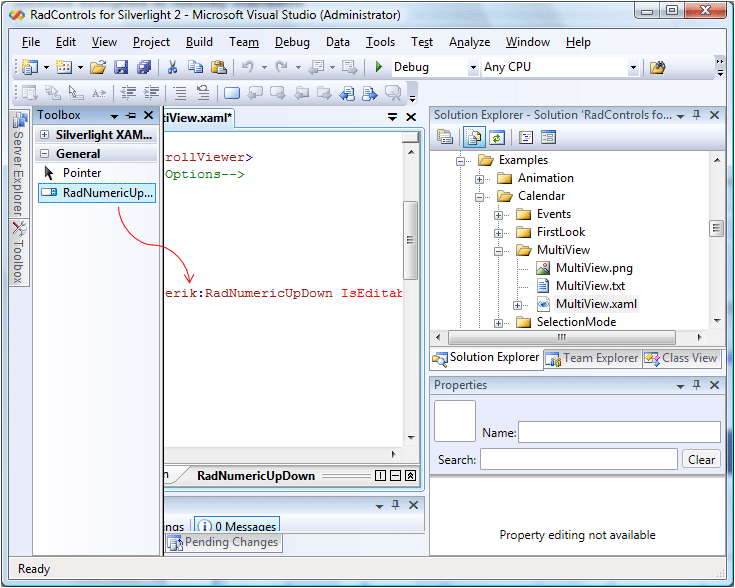 RadControls for Silverlight 2 - Microsoft Visual Studio (Administrator)
File Edit View Project Build Team Debug Data Tools Test Analyze Window Help
Debug Any CPU
Server Explorer
Toolbox
Toolbox
Silverlight XAM...
General
Pointer
RadNumericUp...
iView.xaml*
rollViewer>
Options-->
erik:RadNumericUpDown IsEditab
RadNumericUpDown
ngs 0 Messages
Pending Changes
Solution Explorer - Solution 'RadControls fo...
Examples
Animation
Calendar
Events
FirstLook
MultiView
MultiView.png
MultiView.txt
MultiView.xaml
SelectionMode
Solution Explorer Team Explorer Class View
Properties
Name:
Search: Clear
Property editing not available
Ready